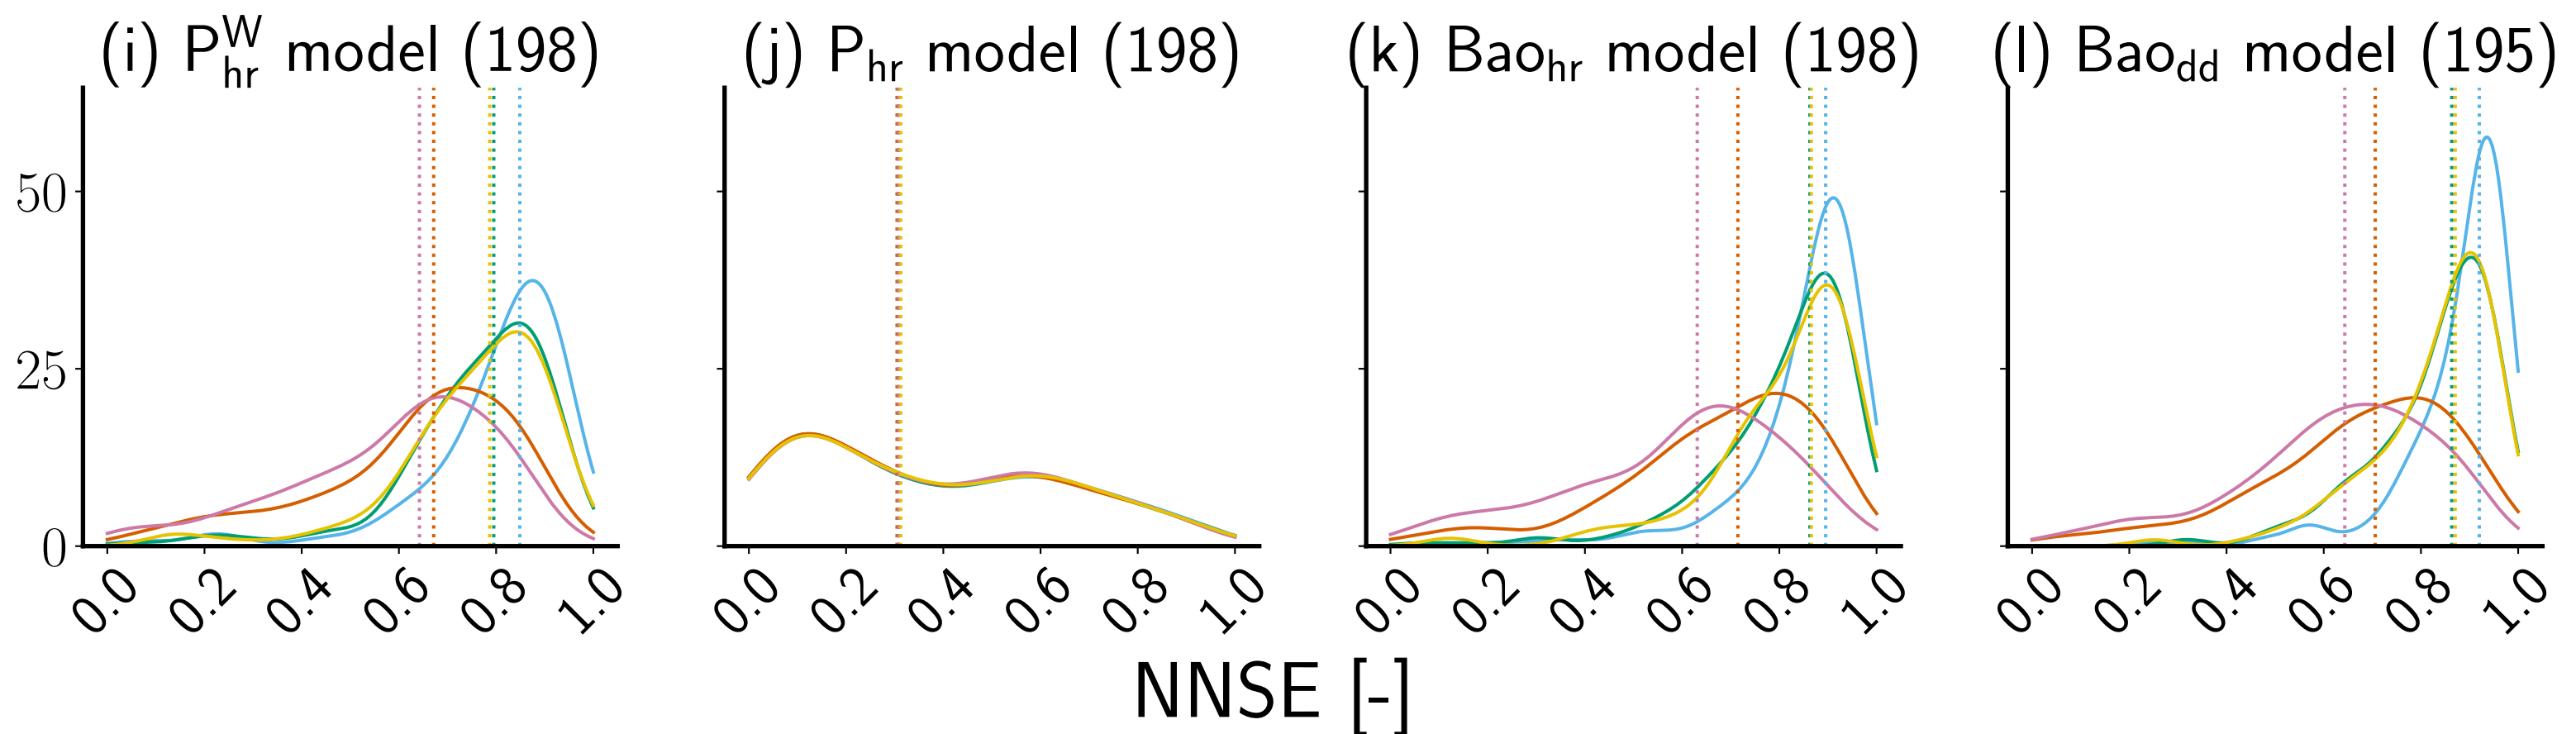 (i) P^W_hr model (198)
(j) P_hr model (198)
(k) Bao_hr model (198)
(l) Bao_dd model (195)
50
25
0
0.0 0.2 0.4 0.6 0.8 1.0
0.0 0.2 0.4 0.6 0.8 1.0
0.0 0.2 0.4 0.6 0.8 1.0
0.0 0.2 0.4 0.6 0.8 1.0
NNSE [-]